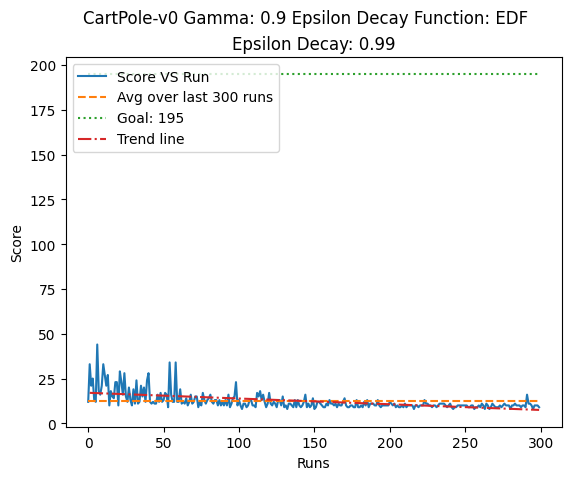 CartPole-v0 Gamma: 0.9 Epsilon Decay Function: EDF
Epsilon Decay: 0.99
200
175
150
125
100
75
50
25
0
Score
Score VS Run
Avg over last 300 runs
Goal: 195
Trend line
0
50
100
150
200
250
300
Runs